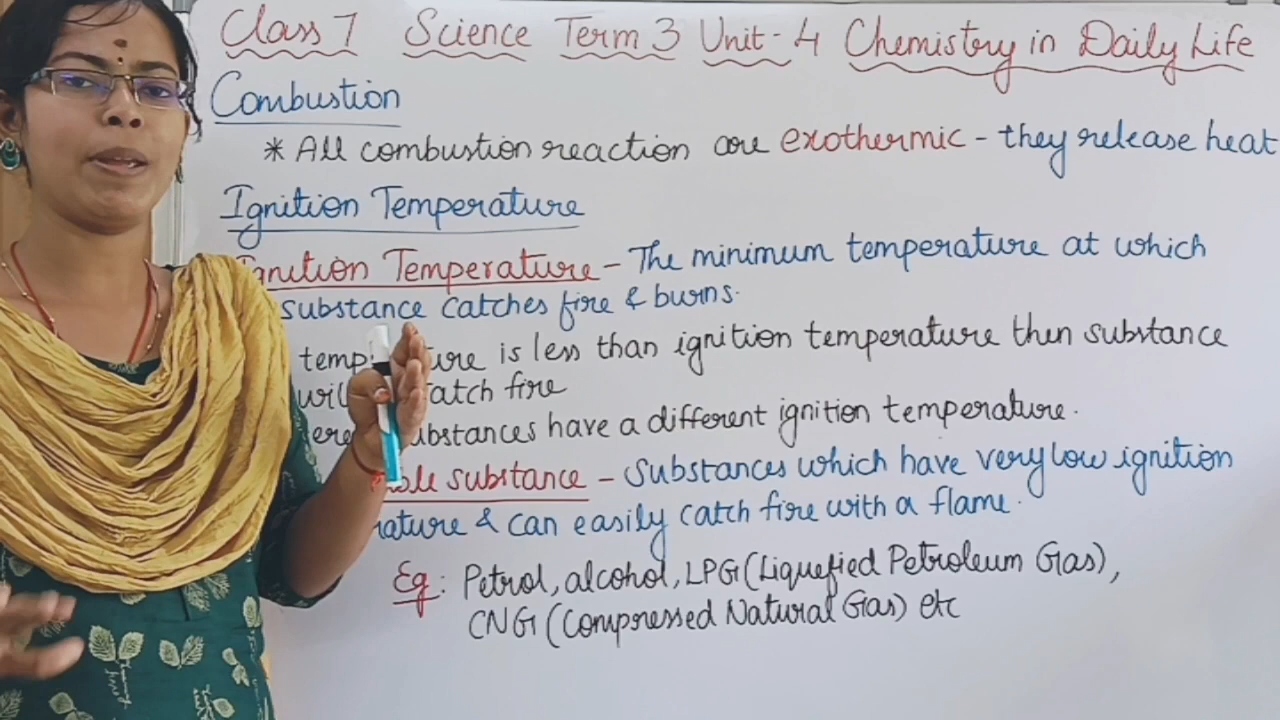 Class 7 Science Term 3 Unit - 4 Chemistry in Daily Life
Combustion
* All combustion reaction are exothermic - they release heat
Ignition Temperature
Ignition Temperature - The minimum temperature at which
substance catches fire & burns.
temperature is less than ignition temperature then substance
catch fire
substances have a different ignition temperature.
substance - Substances which have very low ignition
& can easily catch fire with a flame.
Eg: Petrol, alcohol, LPG (Liquefied Petroleum Gas),
CNG (Compressed Natural Gas) etc